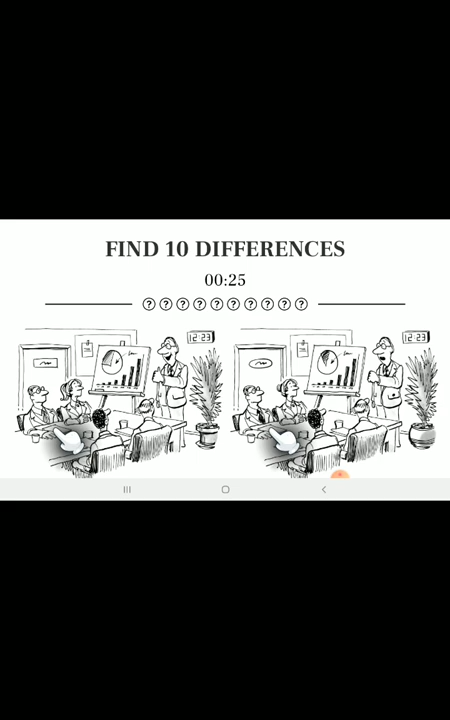 FIND 10 DIFFERENCES
00:25
? ? ? ? ? ? ? ? ? ?
12:23 12:23